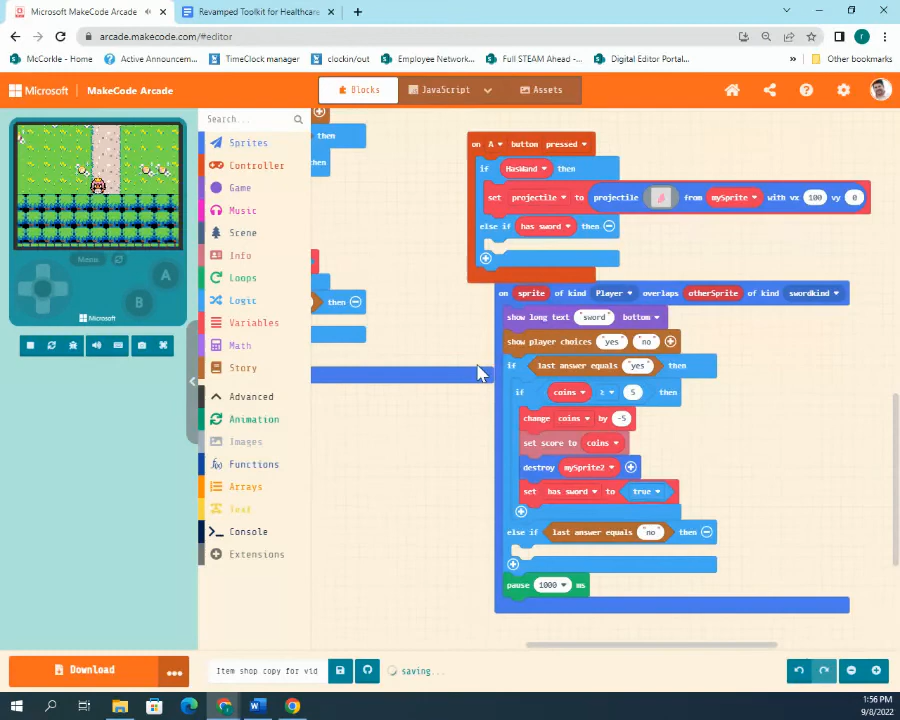 Microsoft MakeCode Arcade
Revamped Toolkit for Healthcare
arcade.makecode.com/#editor
McCorkle - Home
Active Announcem...
TimeClock manager
clockin/out
Employee Network...
Full STEAM Ahead -...
Digital Editor Portal...
»
Other bookmarks
Microsoft
MakeCode Arcade
Blocks
JavaScript
Assets
Search...
Sprites
Controller
Game
Music
Scene
Info
Loops
Logic
Variables
Math
Story
Advanced
Animation
Images
Functions
Arrays
Text
Console
Extensions
Menu
A
B
Microsoft
then
then
then
on A button pressed
if HasWand then
set projectile to projectile from mySprite with vx 100 vy 0
else if has sword then
on sprite of kind Player overlaps otherSprite of kind swordkind
show long text "sword" bottom
show player choices "yes" "no"
if last answer equals "yes" then
if coins ≥ 5 then
change coins by -5
set score to coins
destroy mySprite2
set has sword to true
else if last answer equals "no" then
pause 1000 ms
Download
Item shop copy for vid
saving...
1:56 PM
9/8/2022